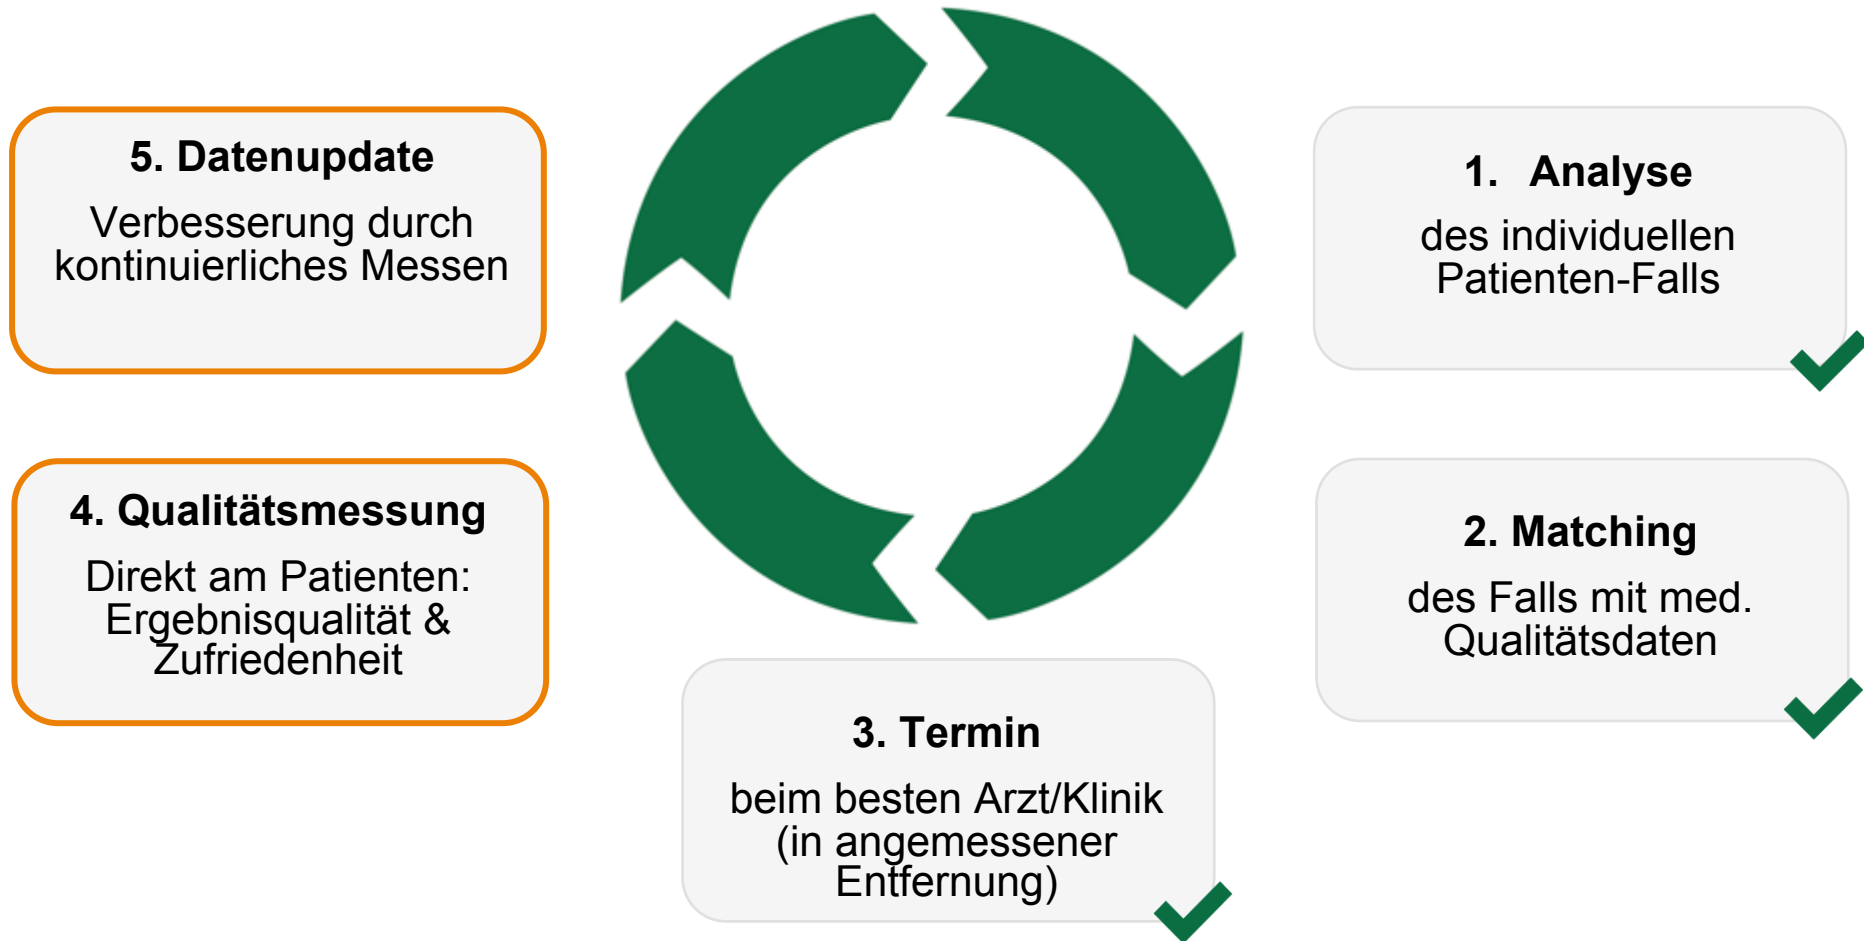 1. Analyse
des individuellen
Patienten-Falls
2. Matching
des Falls mit med.
Qualitätsdaten
3. Termin
beim besten Arzt/Klinik
(in angemessener
Entfernung)
4. Qualitätsmessung
Direkt am Patienten:
Ergebnisqualität &
Zufriedenheit
5. Datenupdate
Verbesserung durch
kontinuierliches Messen